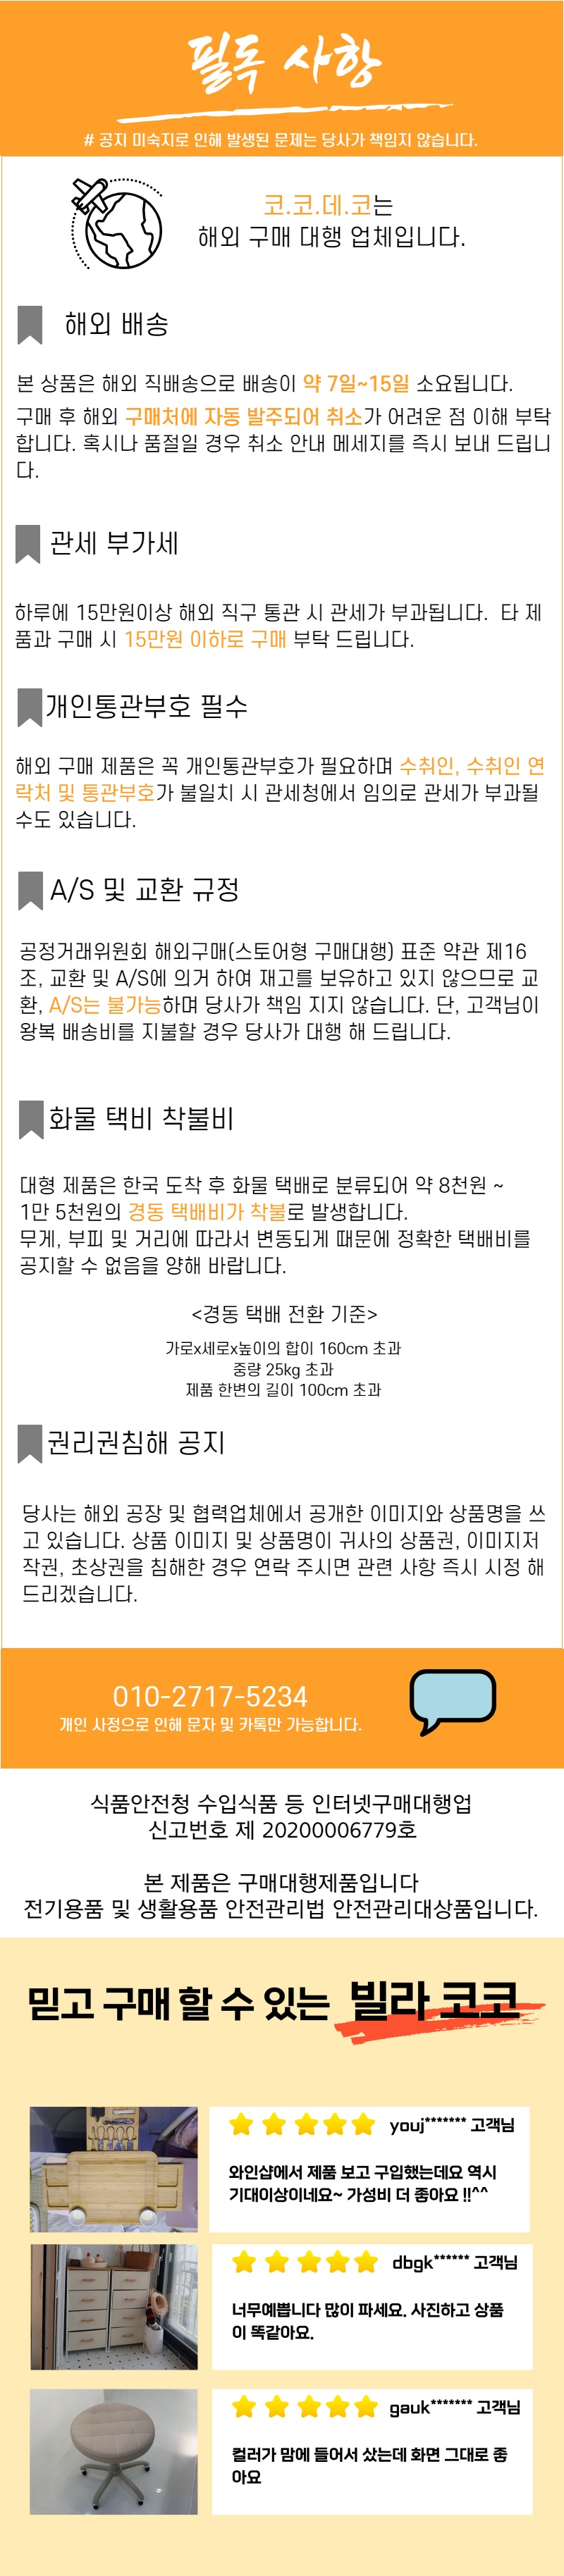 필독 사항
# 공지 미숙지로 인해 발생된 문제는 당사가 책임지 않습니다.
코.코.데.코는
해외 구매 대행 업체입니다.
해외 배송
본 상품은 해외 직배송으로 배송이 약 7일~15일 소요됩니다.
구매 후 해외 구매처에 자동 발주되어 취소가 어려운 점 이해 부탁
합니다. 혹시나 품절일 경우 취소 안내 메세지를 즉시 보내 드립니
다.
관세 부가세
하루에 15만원이상 해외 직구 통관 시 관세가 부과됩니다. 타 제
품과 구매 시 15만원 이하로 구매 부탁 드립니다.
개인통관부호 필수
해외 구매 제품은 꼭 개인통관부호가 필요하며 수취인, 수취인 연
락처 및 통관부호가 불일치 시 관세청에서 임의로 관세가 부과될
수도 있습니다.
A/S 및 교환 규정
공정거래위원회 해외구매(스토어형 구매대행) 표준 약관 제16
조, 교환 및 A/S에 의거 하여 재고를 보유하고 있지 않으므로 교
환, A/S는 불가능하며 당사가 책임 지지 않습니다. 단, 고객님이
왕복 배송비를 지불할 경우 당사가 대행 해 드립니다.
화물 택비 착불비
대형 제품은 한국 도착 후 화물 택배로 분류되어 약 8천원 ~
1만 5천원의 경동 택배비가 착불로 발생합니다.
무게, 부피 및 거리에 따라서 변동되게 때문에 정확한 택배비를
공지할 수 없음을 양해 바랍니다.
<경동 택배 전환 기준>
가로x세로x높이의 합이 160cm 초과
중량 25kg 초과
제품 한변의 길이 100cm 초과
권리권침해 공지
당사는 해외 공장 및 협력업체에서 공개한 이미지와 상품명을 쓰
고 있습니다. 상품 이미지 및 상품명이 귀사의 상품권, 이미지저
작권, 초상권을 침해한 경우 연락 주시면 관련 사항 즉시 시정 해
드리겠습니다.
010-2717-5234
개인 사정으로 인해 문자 및 카톡만 가능합니다.
식품안전청 수입식품 등 인터넷구매대행업
신고번호 제 20200006779호
본 제품은 구매대행제품입니다
전기용품 및 생활용품 안전관리법 안전관리대상품입니다.
믿고 구매 할 수 있는 빌라 코코
youj******* 고객님
와인샵에서 제품 보고 구입했는데요 역시
기대이상이네요~ 가성비 더 좋아요 !!^^
dbgk****** 고객님
너무예쁩니다 많이 파세요. 사진하고 상품
이 똑같아요.
gauk******* 고객님
컬러가 맘에 들어서 샀는데 화면 그대로 좋
아요